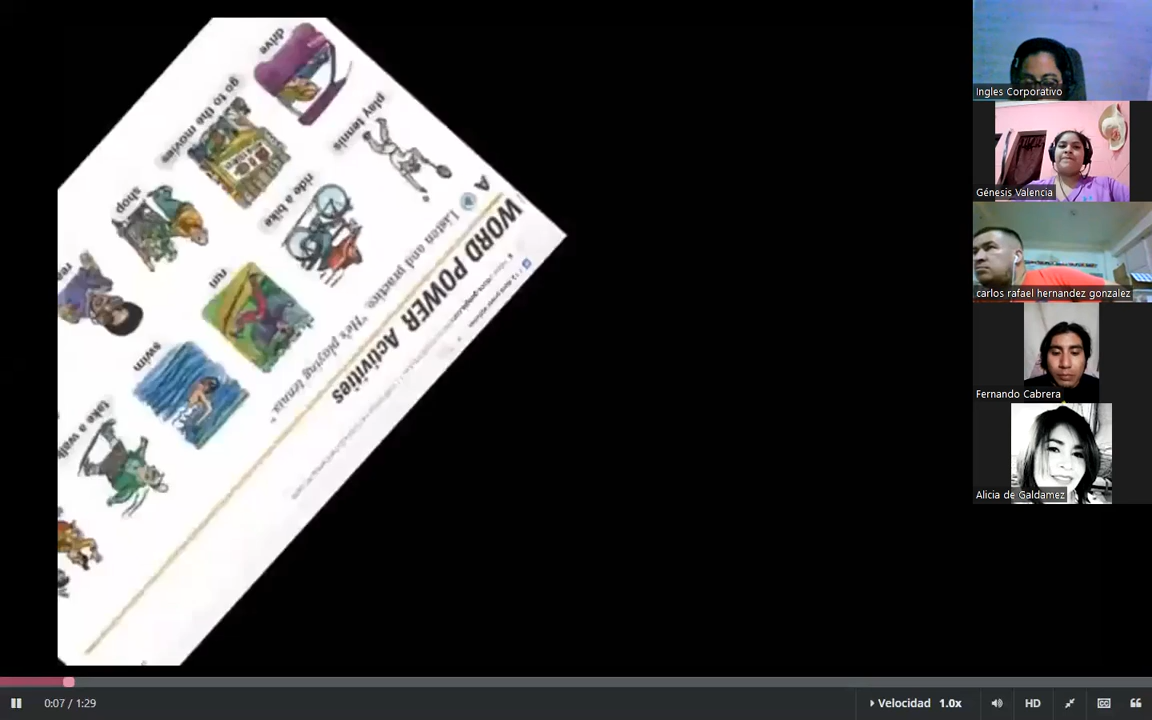 WORD POWER Activities
A Listen and practice. "He's playing tennis."
play tennis
ride a bike
run
swim
take a walk
drive
go to the movies
shop
Ingles Corporativo
Génesis Valencia
carlos rafael hernandez gonzalez
Fernando Cabrera
Alicia de Galdamez
0:07 / 1:29
Velocidad 1.0x
HD